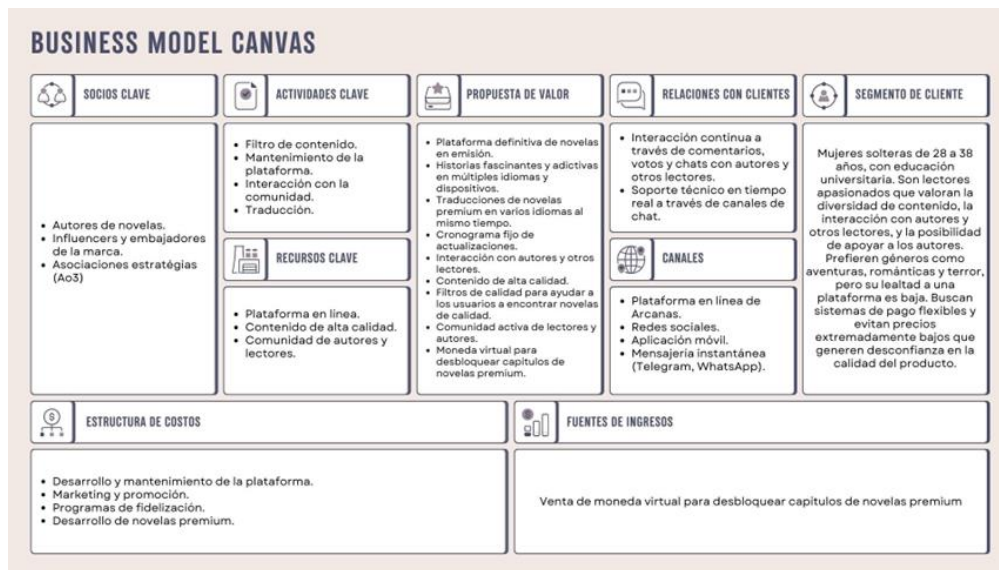 BUSINESS MODEL CANVAS
SOCIOS CLAVE
• Autores de novelas.
• Influencers y embajadores
de la marca.
• Asociaciones estratégias
(Ao3)
ACTIVIDADES CLAVE
• Filtro de contenido.
• Mantenimiento de la
plataforma.
• Interacción con la
comunidad.
• Traducción.
RECURSOS CLAVE
• Plataforma en línea.
• Contenido de alta calidad.
• Comunidad de autores y
lectores.
PROPUESTA DE VALOR
• Plataforma definitiva de novelas
en emisión.
• Historias fascinantes y adictivas
en múltiples idiomas y
dispositivos.
• Traducciones de novelas
premium en varios idiomas al
mismo tiempo.
• Cronograma fijo de
actualizaciones.
• Interacción con autores y otros
lectores.
• Contenido de alta calidad.
• Filtros de calidad para ayudar a
los usuarios a encontrar novelas
de calidad.
• Comunidad activa de lectores y
autores.
• Moneda virtual para
desbloquear capítulos de
novelas premium.
RELACIONES CON CLIENTES
• Interacción continua a
través de comentarios,
votos y chats con autores y
otros lectores.
• Soporte técnico en tiempo
real a través de canales de
chat.
CANALES
• Plataforma en línea de
Arcanas.
• Redes sociales.
• Aplicación móvil.
• Mensajería instantánea
(Telegram, WhatsApp).
SEGMENTO DE CLIENTE
Mujeres solteras de 28 a 38
años, con educación
universitaria. Son lectores
apasionados que valoran la
diversidad de contenido, la
interacción con autores y
otros lectores, y la posibilidad
de apoyar a los autores.
Prefieren géneros como
aventuras, románticas y terror,
pero su lealtad a una
plataforma es baja. Buscan
sistemas de pago flexibles y
evitan precios
extremadamente bajos que
generen desconfianza en la
calidad del producto.
ESTRUCTURA DE COSTOS
• Desarrollo y mantenimiento de la plataforma.
• Marketing y promoción.
• Programas de fidelización.
• Desarrollo de novelas premium.
FUENTES DE INGRESOS
Venta de moneda virtual para desbloquear capítulos de novelas premium